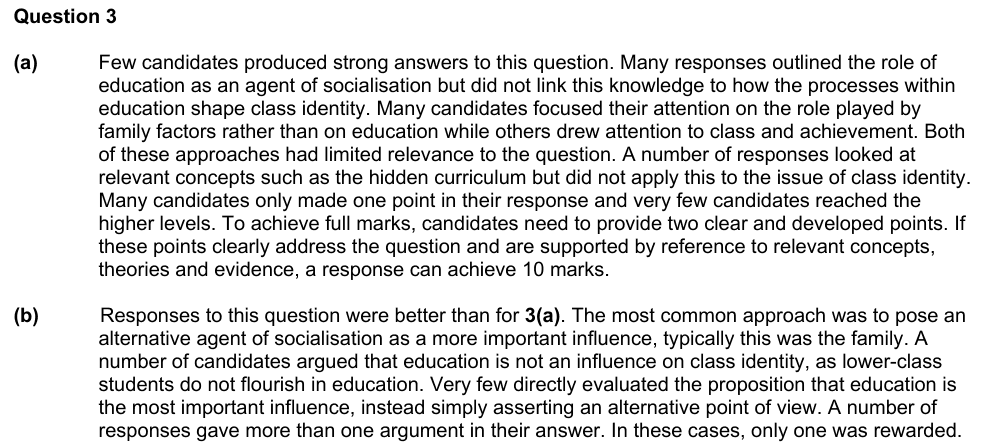 Question 3
(a) Few candidates produced strong answers to this question. Many responses outlined the role of
education as an agent of socialisation but did not link this knowledge to how the processes within
education shape class identity. Many candidates focused their attention on the role played by
family factors rather than on education while others drew attention to class and achievement. Both
of these approaches had limited relevance to the question. A number of responses looked at
relevant concepts such as the hidden curriculum but did not apply this to the issue of class identity.
Many candidates only made one point in their response and very few candidates reached the
higher levels. To achieve full marks, candidates need to provide two clear and developed points. If
these points clearly address the question and are supported by reference to relevant concepts,
theories and evidence, a response can achieve 10 marks.
(b) Responses to this question were better than for 3(a). The most common approach was to pose an
alternative agent of socialisation as a more important influence, typically this was the family. A
number of candidates argued that education is not an influence on class identity, as lower-class
students do not flourish in education. Very few directly evaluated the proposition that education is
the most important influence, instead simply asserting an alternative point of view. A number of
responses gave more than one argument in their answer. In these cases, only one was rewarded.